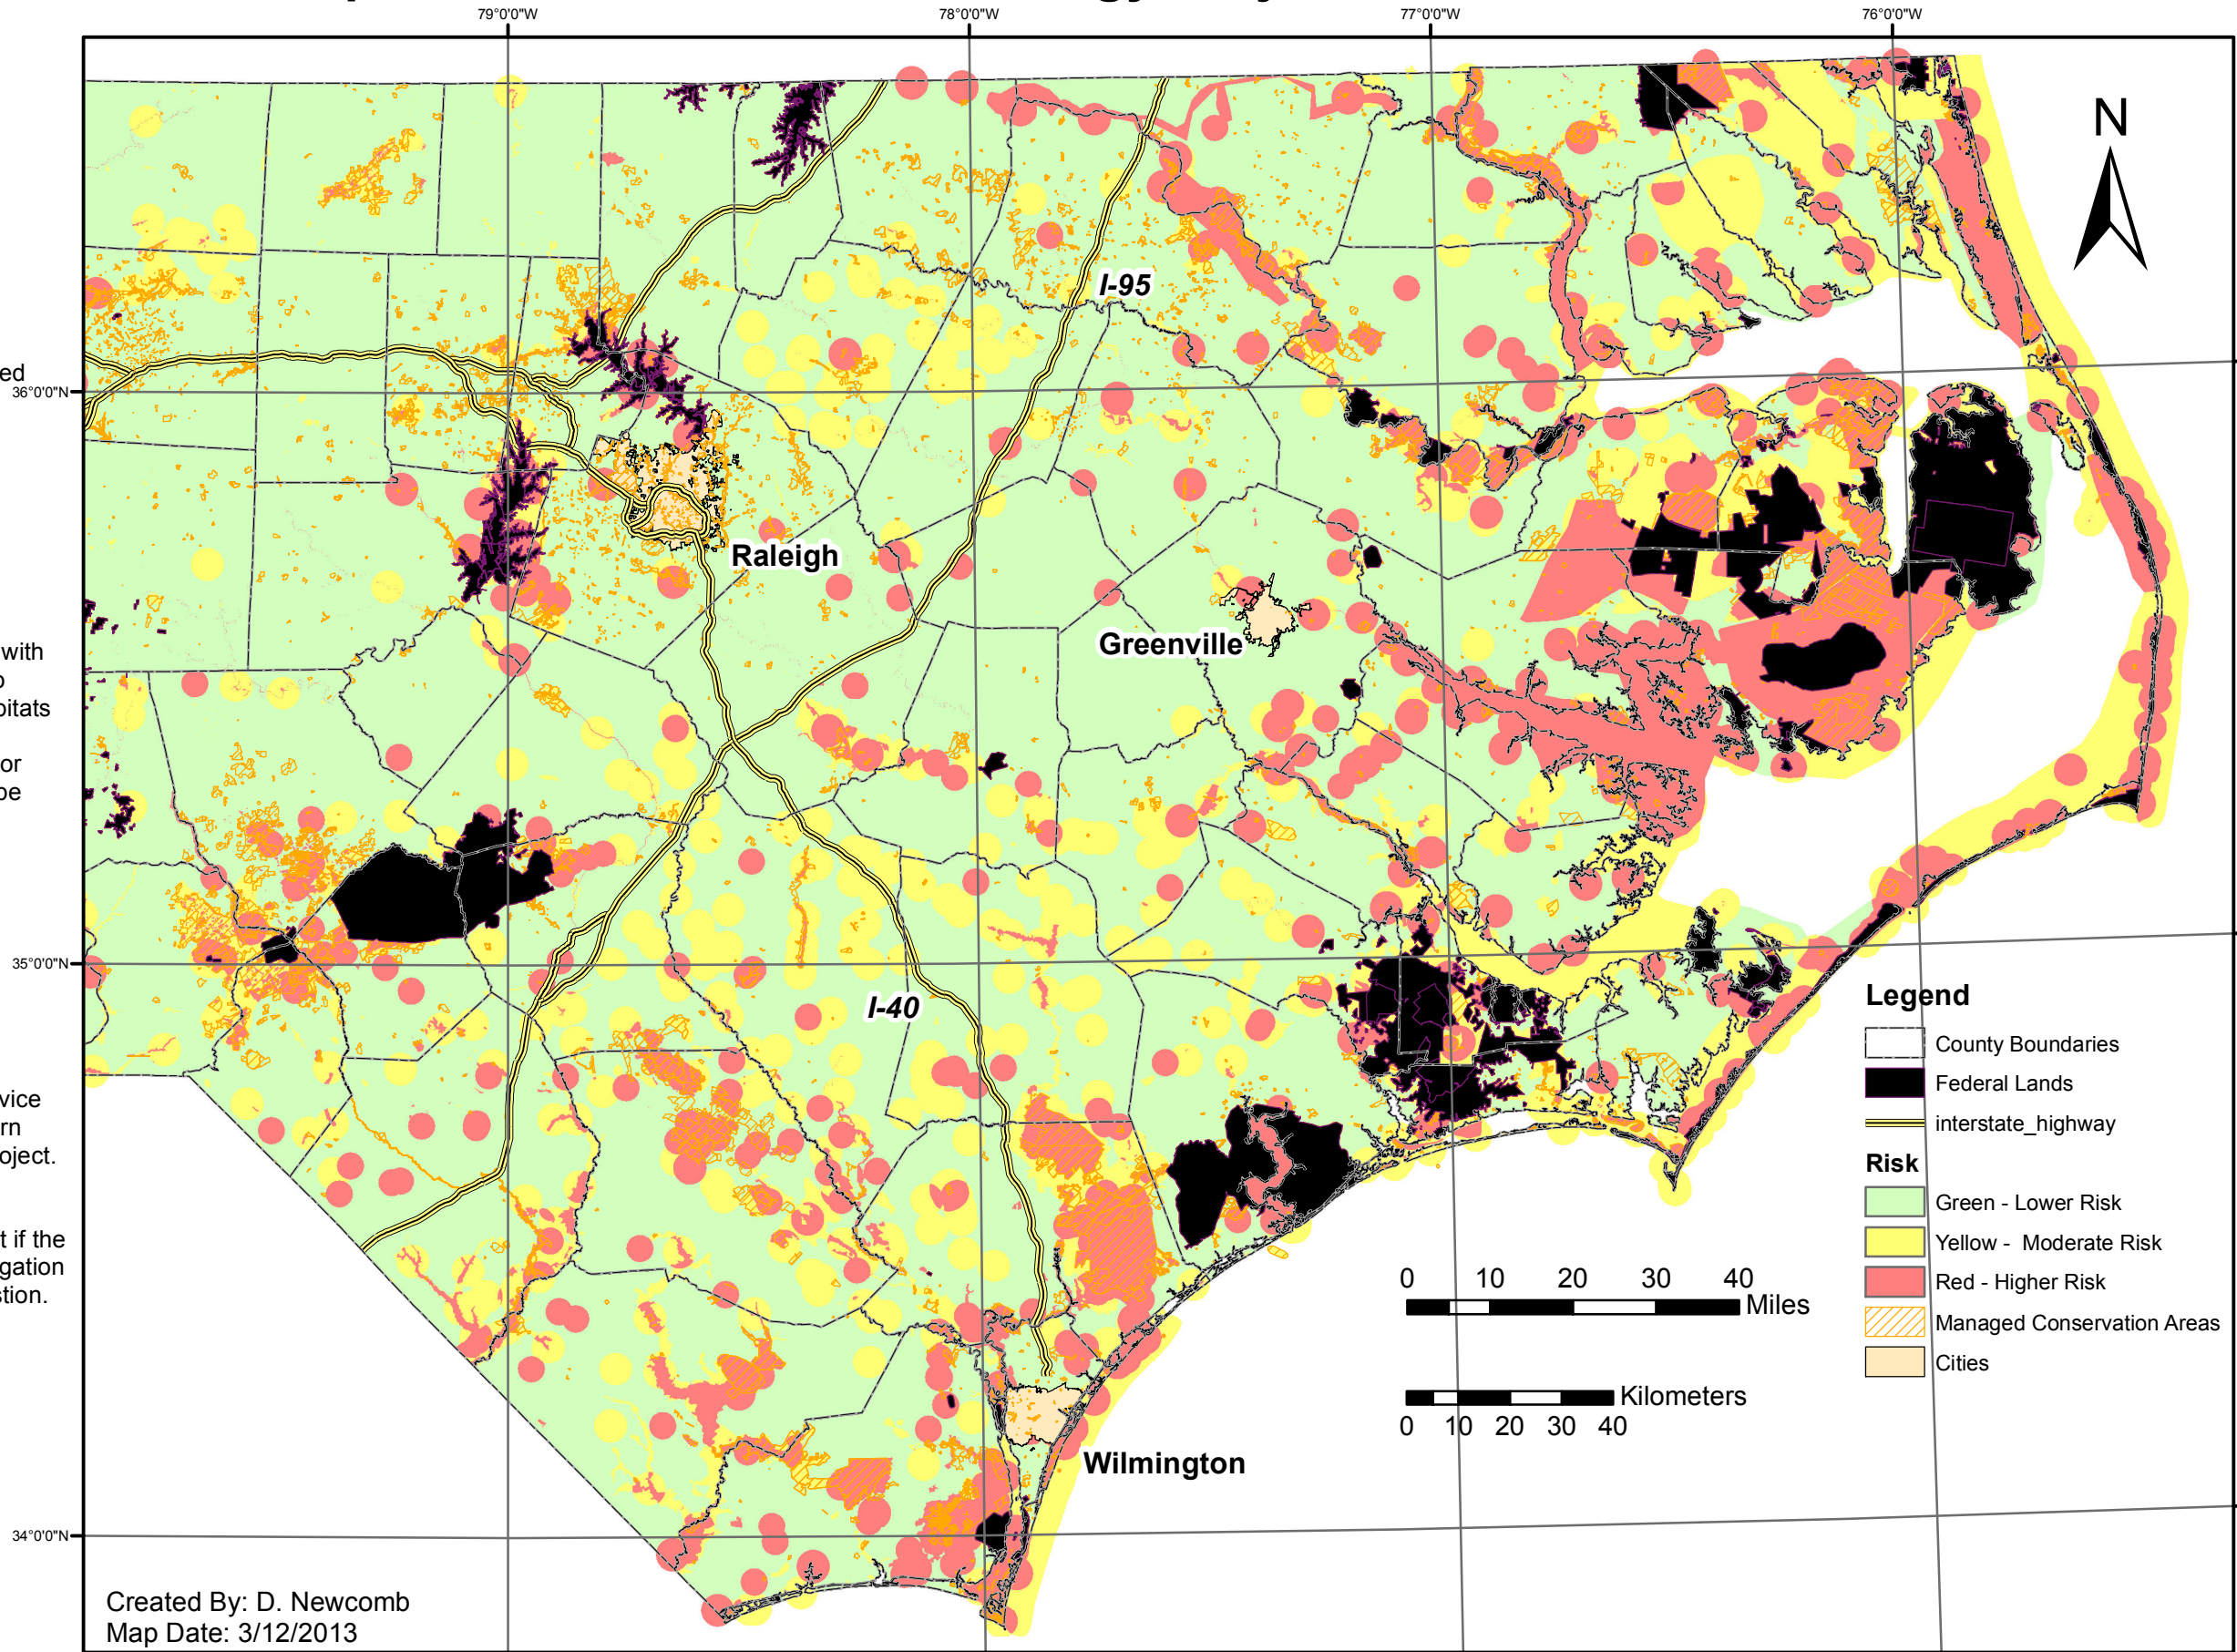 79°0'0"W
78°0'0"W
77°0'0"W
76°0'0"W
N
36°0'0"N
35°0'0"N
34°0'0"N
ed
with
o
oitats
or
be
vice
rn
oject.
t if the
gation
stion.
I-95
Raleigh
Greenville
I-40
Wilmington
Legend
County Boundaries
Federal Lands
interstate_highway
Risk
Green - Lower Risk
Yellow - Moderate Risk
Red - Higher Risk
Managed Conservation Areas
Cities
0 10 20 30 40
Miles
Kilometers
0 10 20 30 40
Created By: D. Newcomb
Map Date: 3/12/2013